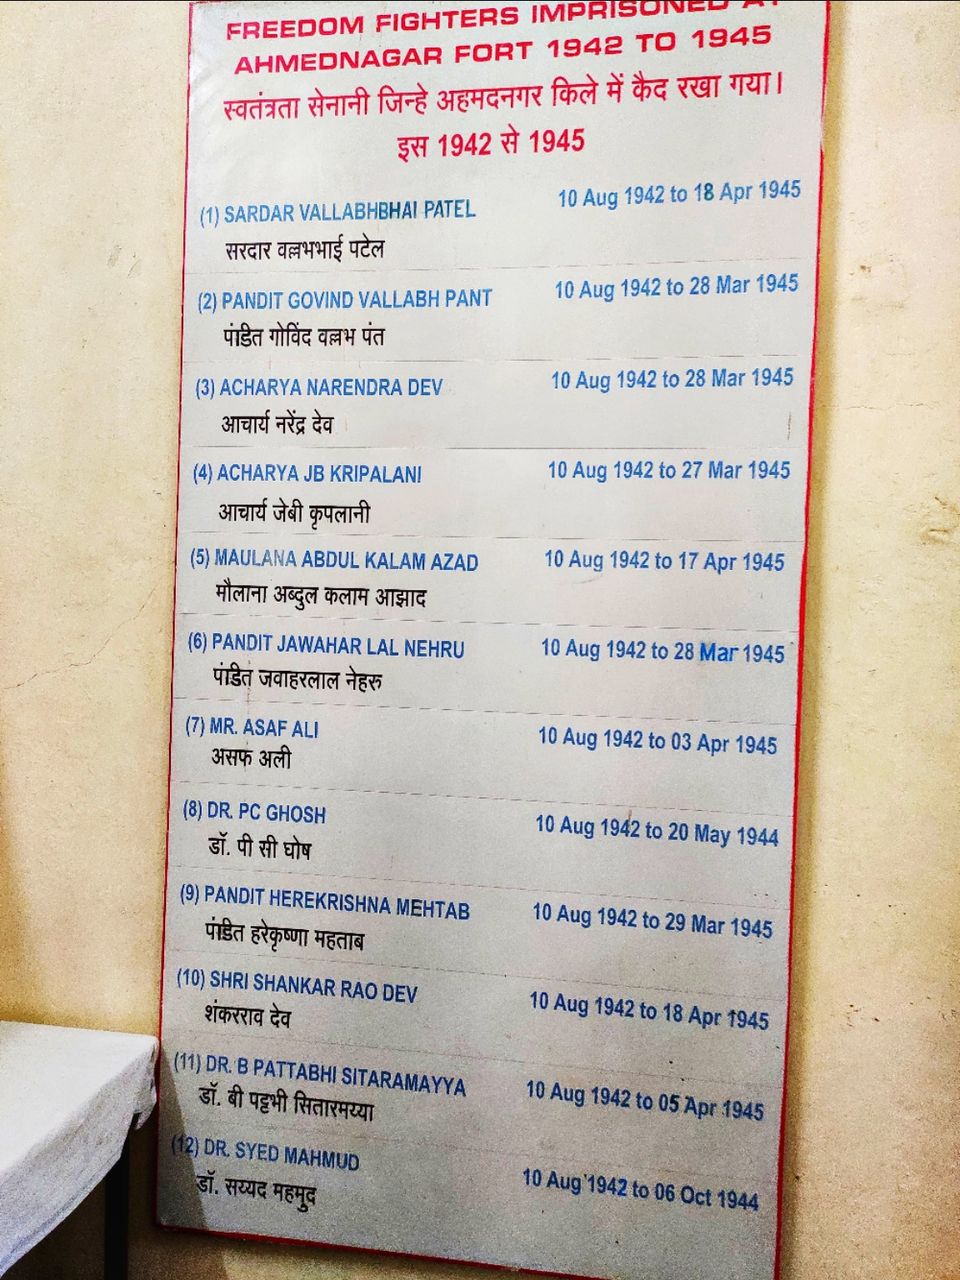 FREEDOM FIGHTERS IMPRISONED AT
AHMEDNAGAR FORT 1942 TO 1945
स्वतंत्रता सेनानी जिन्हे अहमदनगर किले में कैद रखा गया।
इस 1942 से 1945
(1) SARDAR VALLABHBHAI PATEL 10 Aug 1942 to 18 Apr 1945
सरदार वल्लभभाई पटेल
(2) PANDIT GOVIND VALLABH PANT 10 Aug 1942 to 28 Mar 1945
पंडित गोविंद वल्लभ पंत
(3) ACHARYA NARENDRA DEV 10 Aug 1942 to 28 Mar 1945
आचार्य नरेंद्र देव
(4) ACHARYA JB KRIPALANI 10 Aug 1942 to 27 Mar 1945
आचार्य जेबी कृपलानी
(5) MAULANA ABDUL KALAM AZAD 10 Aug 1942 to 17 Apr 1945
मौलाना अब्दुल कलाम आझाद
(6) PANDIT JAWAHAR LAL NEHRU 10 Aug 1942 to 28 Mar 1945
पंडित जवाहरलाल नेहरु
(7) MR. ASAF ALI 10 Aug 1942 to 03 Apr 1945
असफ अली
(8) DR. PC GHOSH 10 Aug 1942 to 20 May 1944
डॉ. पी सी घोष
(9) PANDIT HEREKRISHNA MEHTAB 10 Aug 1942 to 29 Mar 1945
पंडित हरेकृष्णा महताब
(10) SHRI SHANKAR RAO DEV 10 Aug 1942 to 18 Apr 1945
शंकरराव देव
(11) DR. B PATTABHI SITARAMAYYA 10 Aug 1942 to 05 Apr 1945
डॉ. बी पट्टभी सितारमय्या
(12) DR. SYED MAHMUD 10 Aug 1942 to 06 Oct 1944
डॉ. सय्यद महमुद